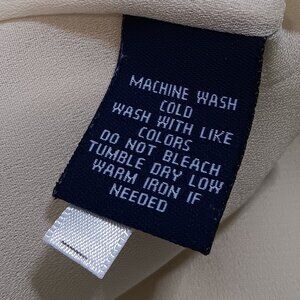 MACHINE WASH
COLD
WASH WITH LIKE
COLORS
DO NOT BLEACH
TUMBLE DRY LOW
WARM IRON IF
NEEDED